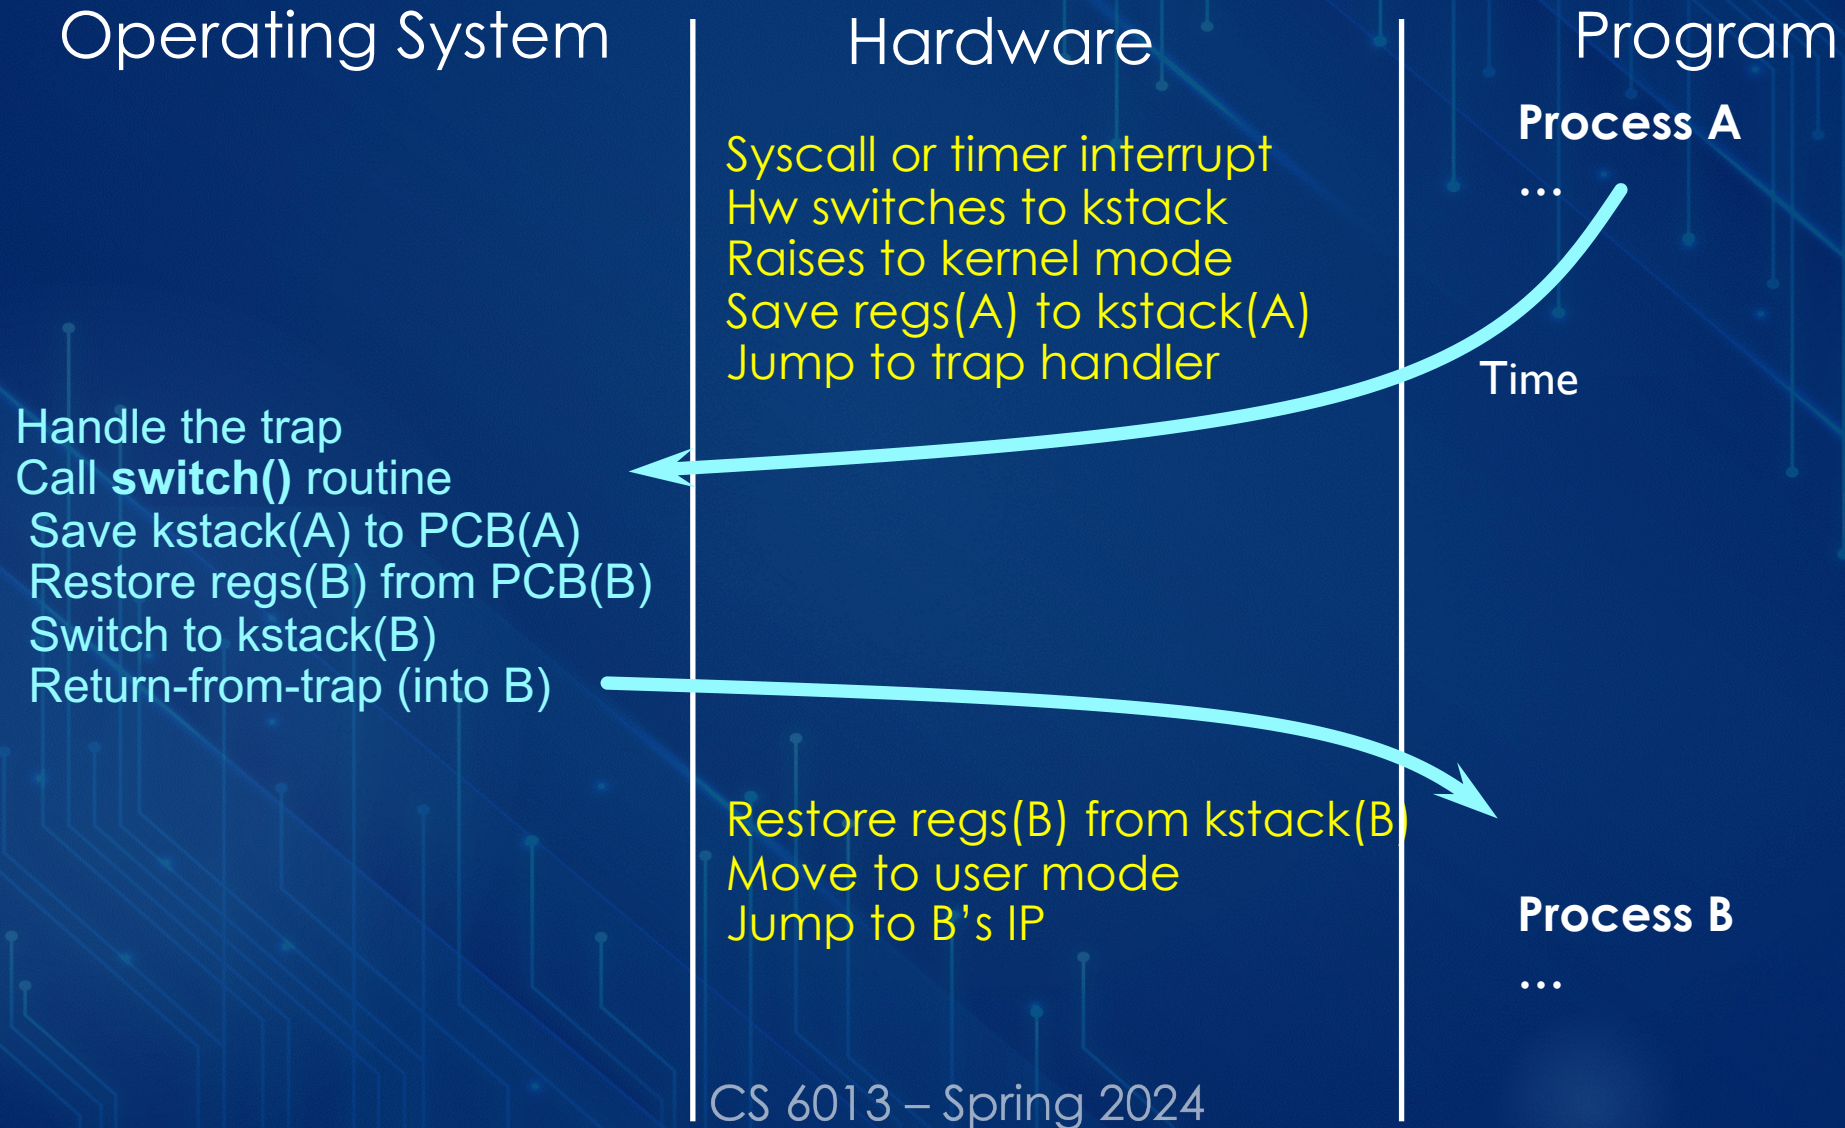 Operating System
Hardware
Program
Process A
...
Syscall or timer interrupt
Hw switches to kstack
Raises to kernel mode
Save regs(A) to kstack(A)
Jump to trap handler
Time
Handle the trap
Call switch() routine
Save kstack(A) to PCB(A)
Restore regs(B) from PCB(B)
Switch to kstack(B)
Return-from-trap (into B)
Restore regs(B) from kstack(B)
Move to user mode
Jump to B’s IP
Process B
...
CS 6013 – Spring 2024